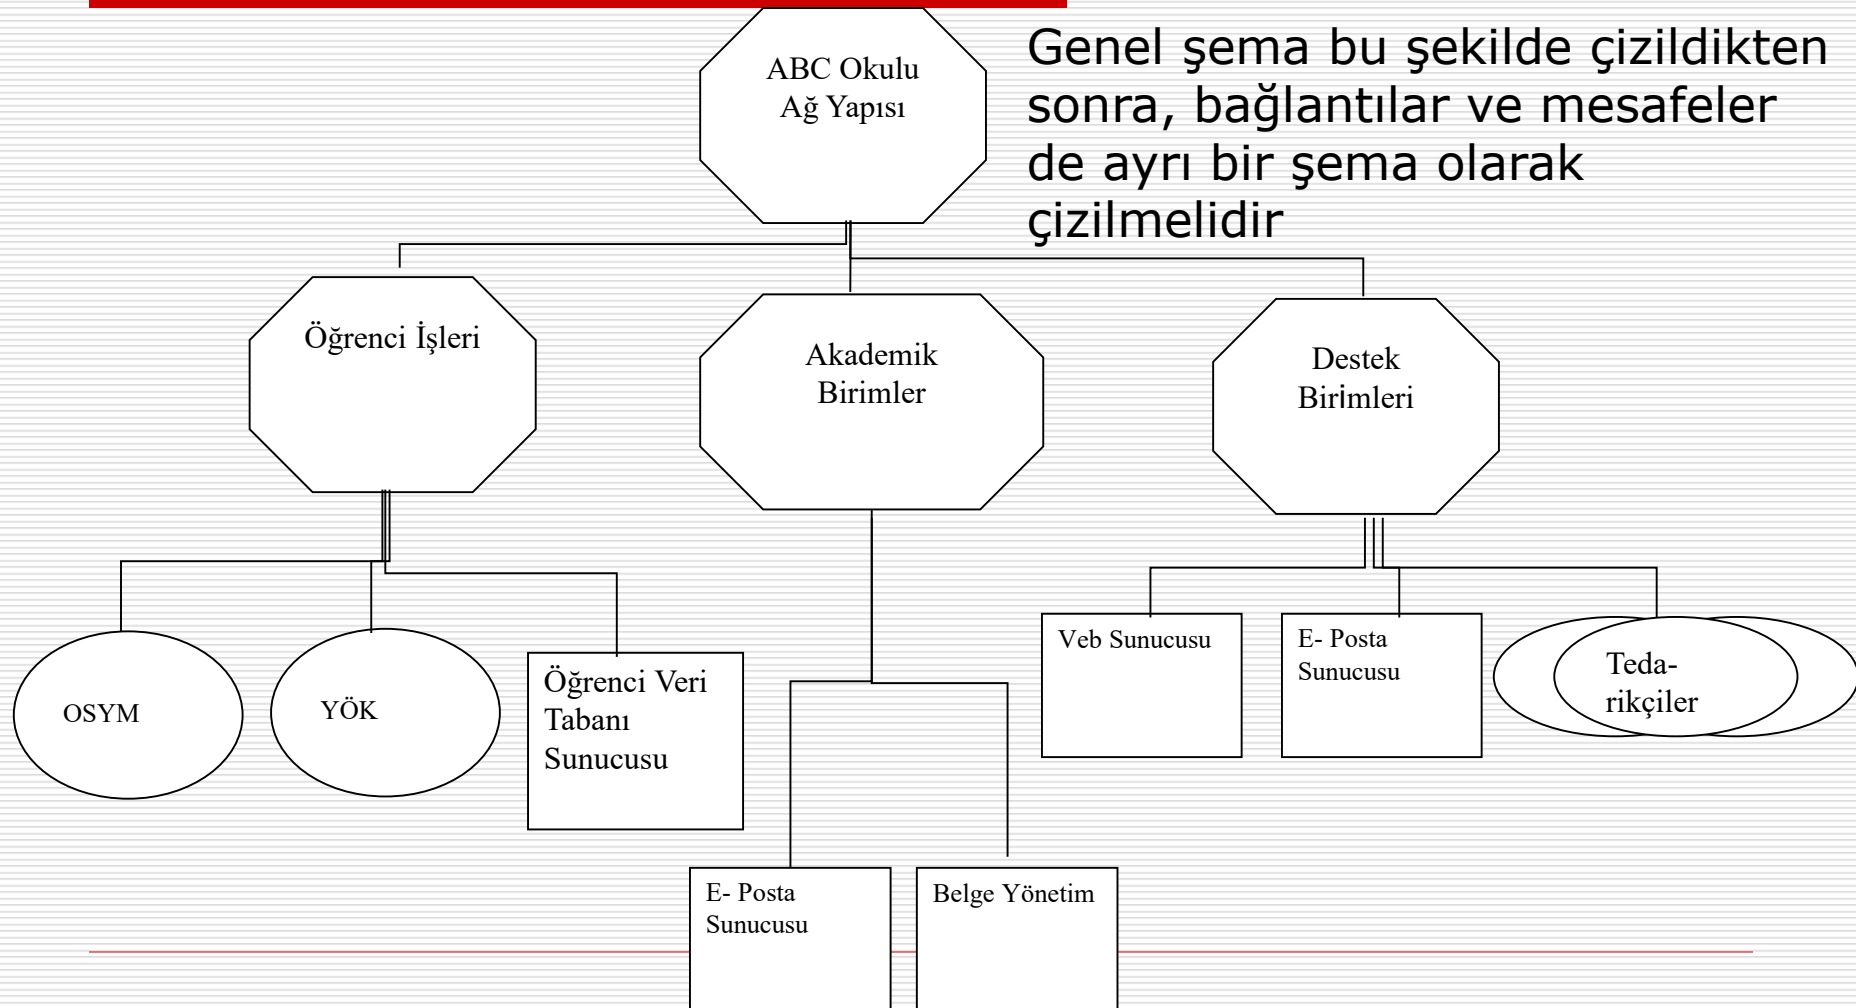 ABC Okulu
Ağ Yapısı
Genel şema bu şekilde çizildikten
sonra, bağlantılar ve mesafeler
de ayrı bir şema olarak
çizilmelidir
Öğrenci İşleri
Akademik
Birimler
Destek
Birİmleri
OSYM
YÖK
Öğrenci Veri
Tabanı
Sunucusu
Veb Sunucusu
E- Posta
Sunucusu
Teda-
rikçiler
E- Posta
Sunucusu
Belge Yönetim